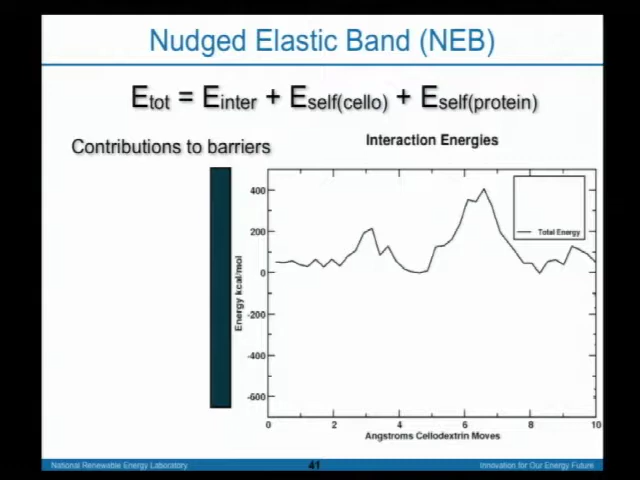 Nudged Elastic Band (NEB)
Etot = Einter + Eself(cello) + Eself(protein)
Contributions to barriers
Interaction Energies
Total Energy
Energy kcal/mol
400
200
0
-200
-400
-600
0 2 4 6 8 10
Angstroms Cellodextrin Moves
National Renewable Energy Laboratory 41 Innovation for Our Energy Future